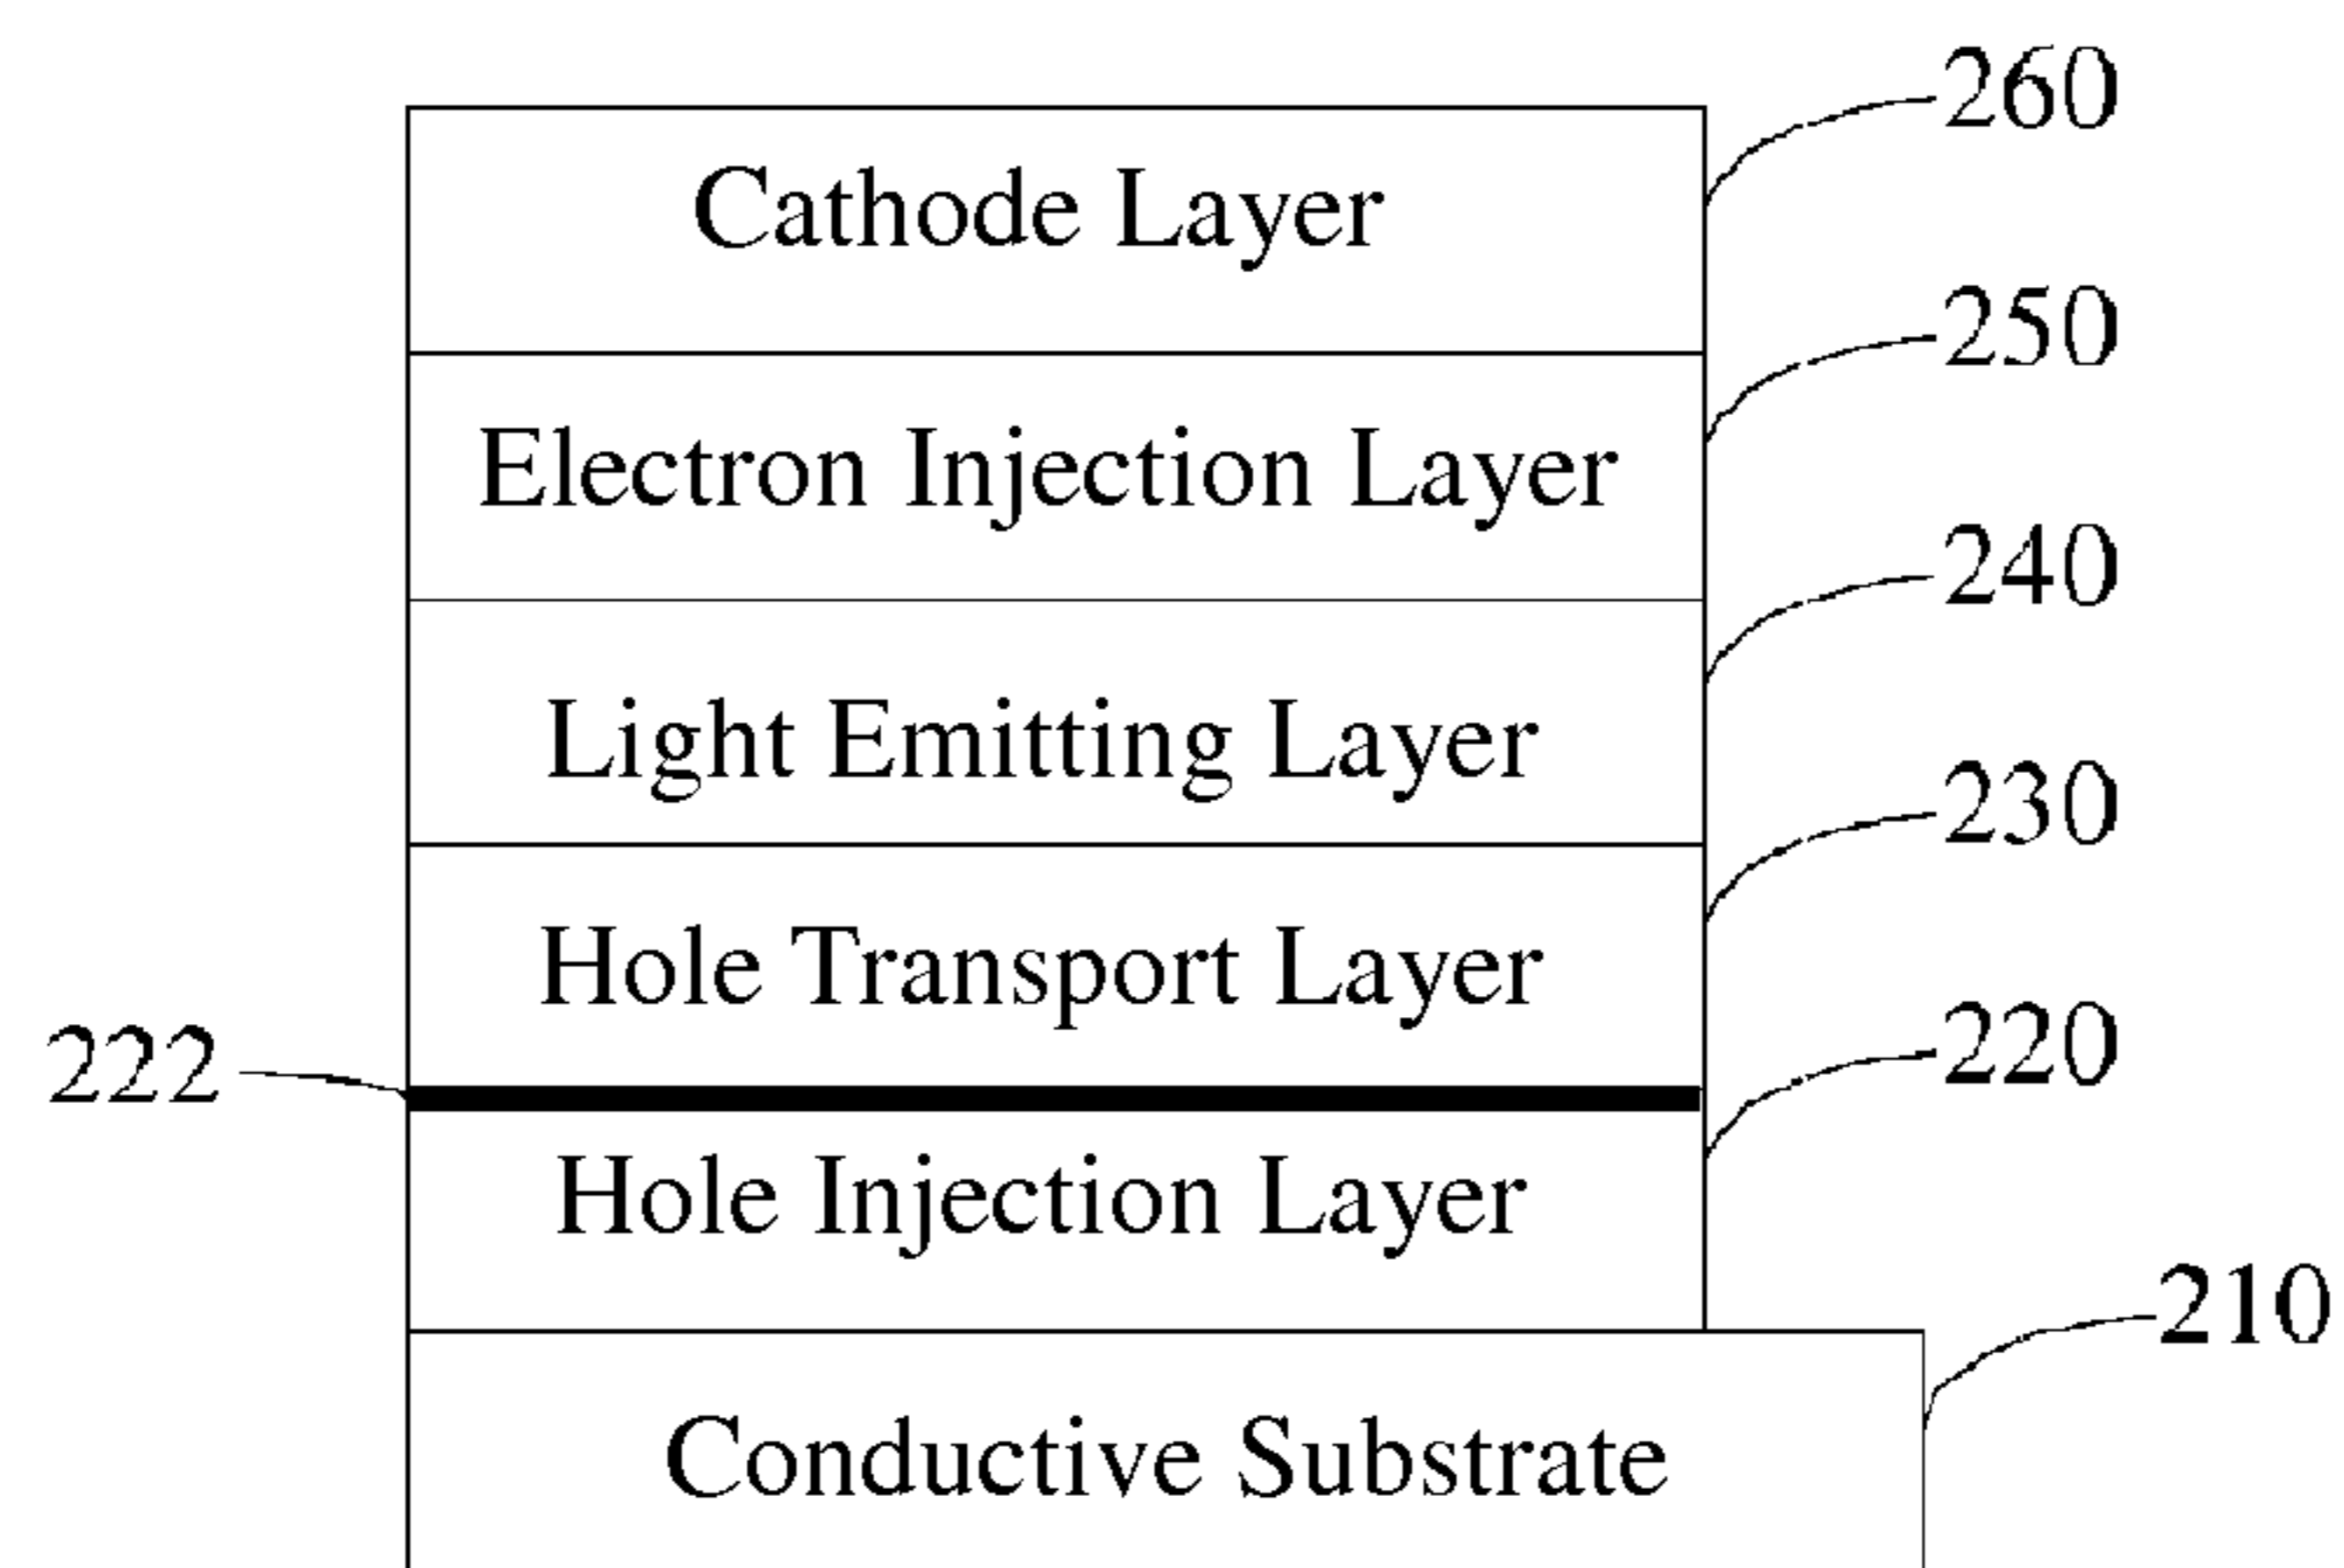 260
Cathode Layer
250
Electron Injection Layer
240
Light Emitting Layer
230
Hole Transport Layer
222
220
Hole Injection Layer
210
Conductive Substrate